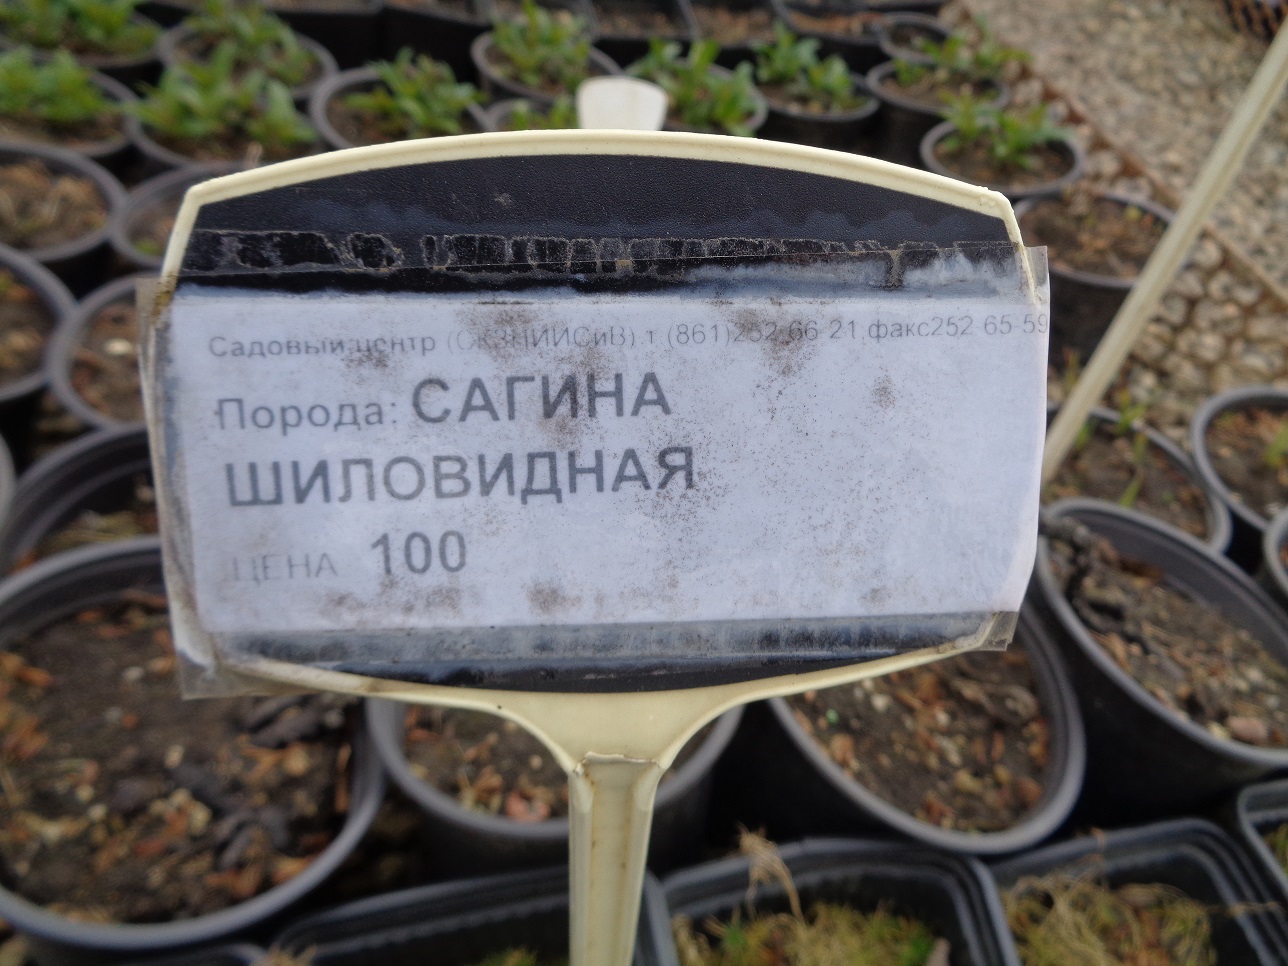 Садовый центр (СКЗНИИСиВ) т (861)252 66 21,факс252 65 59
Порода: САГИНА
ШИЛОВИДНАЯ
ЦЕНА 100